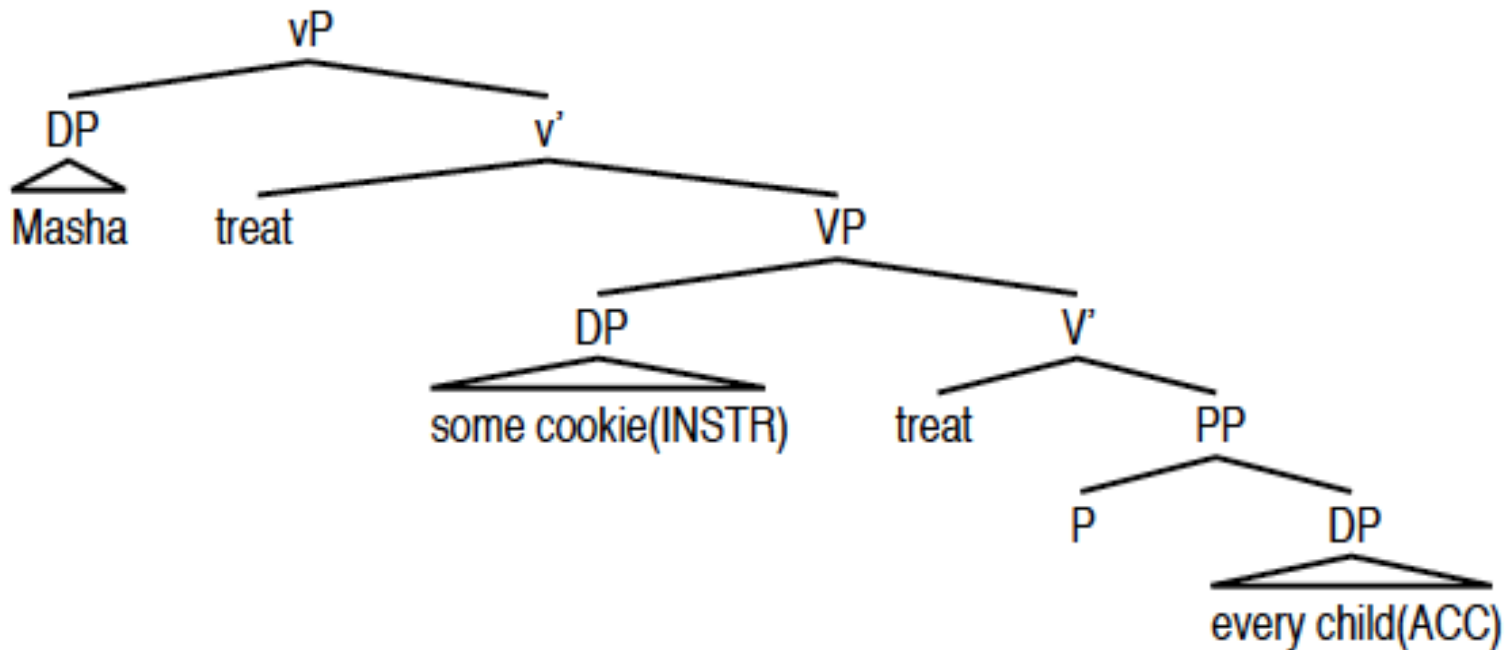 vP
DP v’
Masha treat VP
DP V’
some cookie(INSTR) treat PP
P DP
every child(ACC)